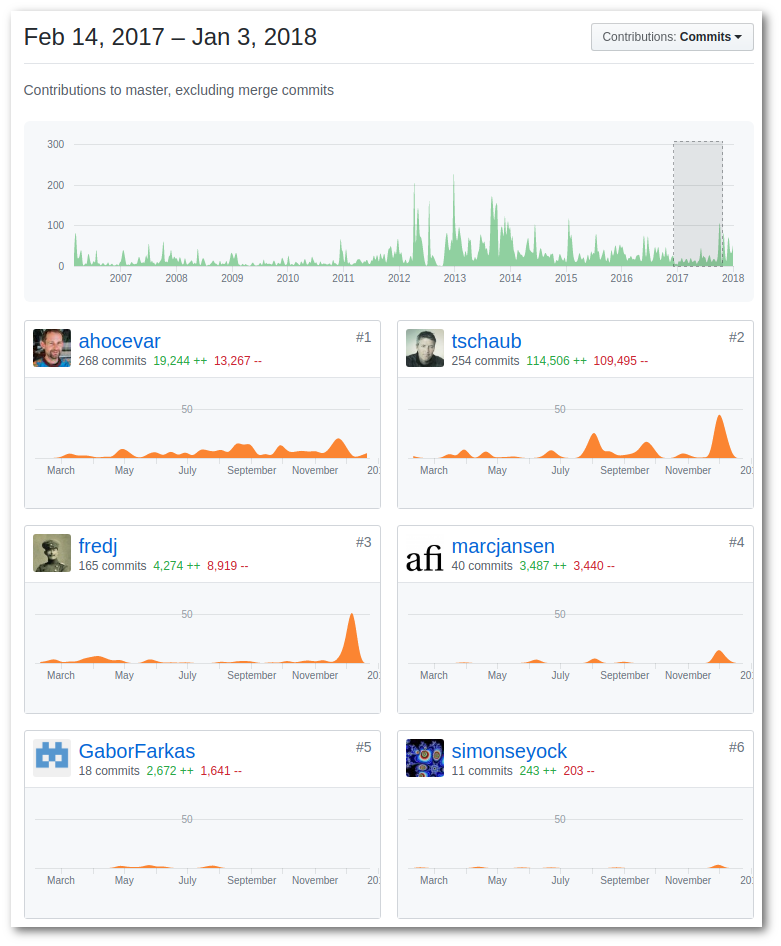 Feb 14, 2017 – Jan 3, 2018
Contributions: Commits
Contributions to master, excluding merge commits
300
200
100
0
2007 2008 2009 2010 2011 2012 2013 2014 2015 2016 2017 2018
ahocevar #1
268 commits 19,244 ++ 13,267 --
50
March May July September November 201
tschaub #2
254 commits 114,506 ++ 109,495 --
50
March May July September November 20
fredj #3
165 commits 4,274 ++ 8,919 --
50
March May July September November 201
afi
marcjansen #4
40 commits 3,487 ++ 3,440 --
50
March May July September November 20
GaborFarkas #5
18 commits 2,672 ++ 1,641 --
50
March May July September November 201
simonseyock #6
11 commits 243 ++ 203 --
50
March May July September November 20